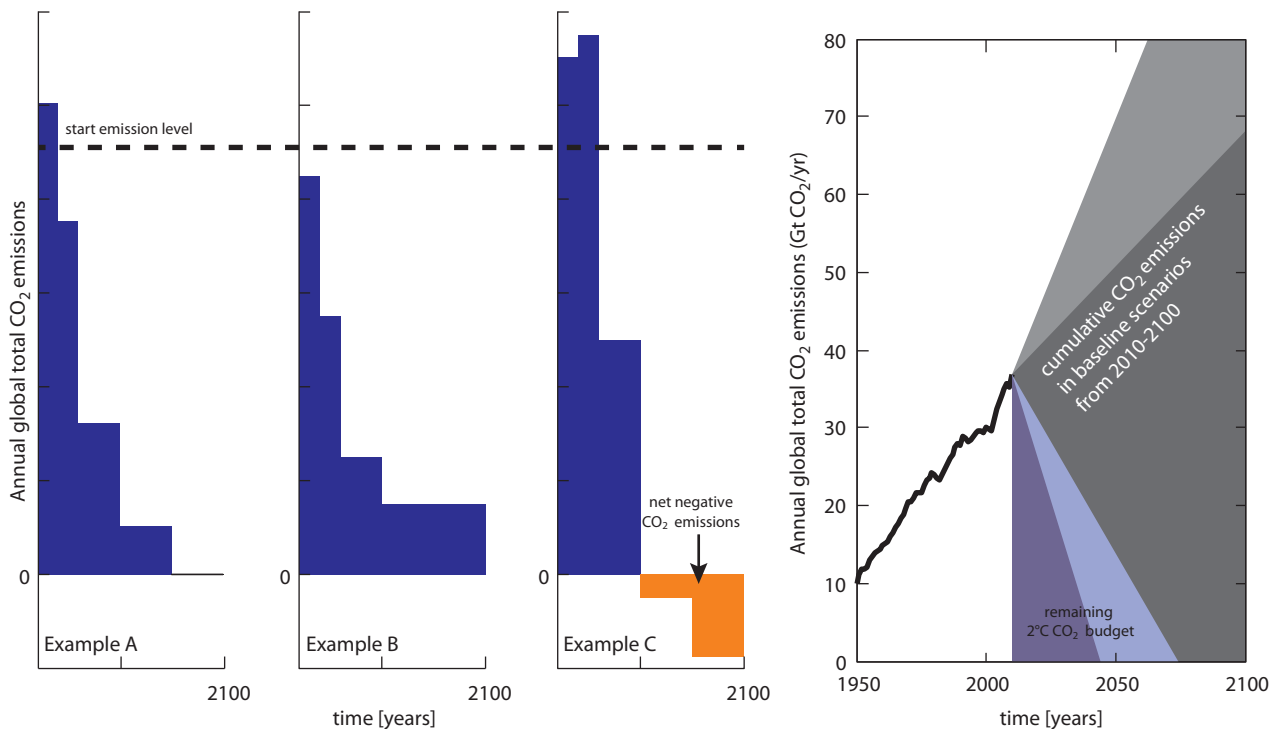 Annual global total CO₂ emissions
start emission level
0
Example A
2100
0
Example B
2100
time [years]
0
net negative
CO₂ emissions
Example C
2100
Annual global total CO₂ emissions (Gt CO₂/yr)
80
70
60
50
40
30
20
10
0
cumulative CO₂ emissions
in baseline scenarios
from 2010-2100
remaining
2°C CO₂ budget
1950
2000
2050
2100
time [years]